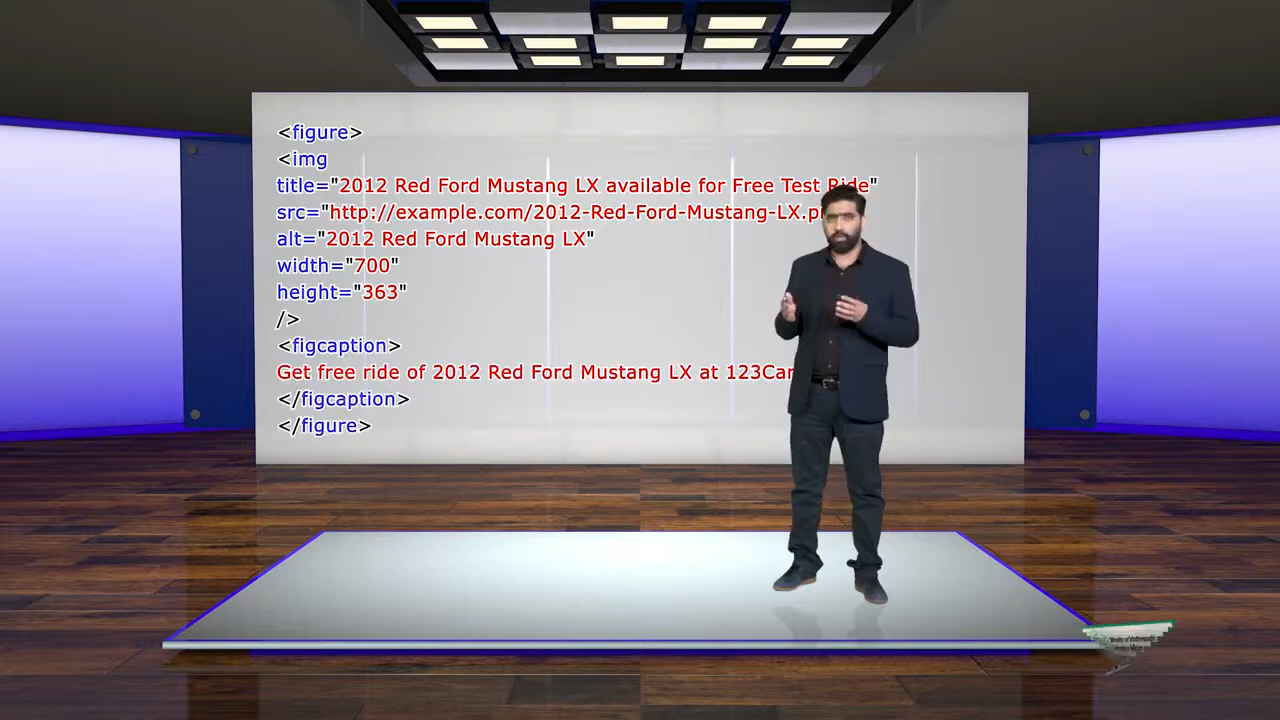 <figure>
<img
title="2012 Red Ford Mustang LX available for Free Test Ride"
src="http://example.com/2012-Red-Ford-Mustang-LX.p
alt="2012 Red Ford Mustang LX"
width="700"
height="363"
/>
<figcaption>
Get free ride of 2012 Red Ford Mustang LX at 123Car
</figcaption>
</figure>